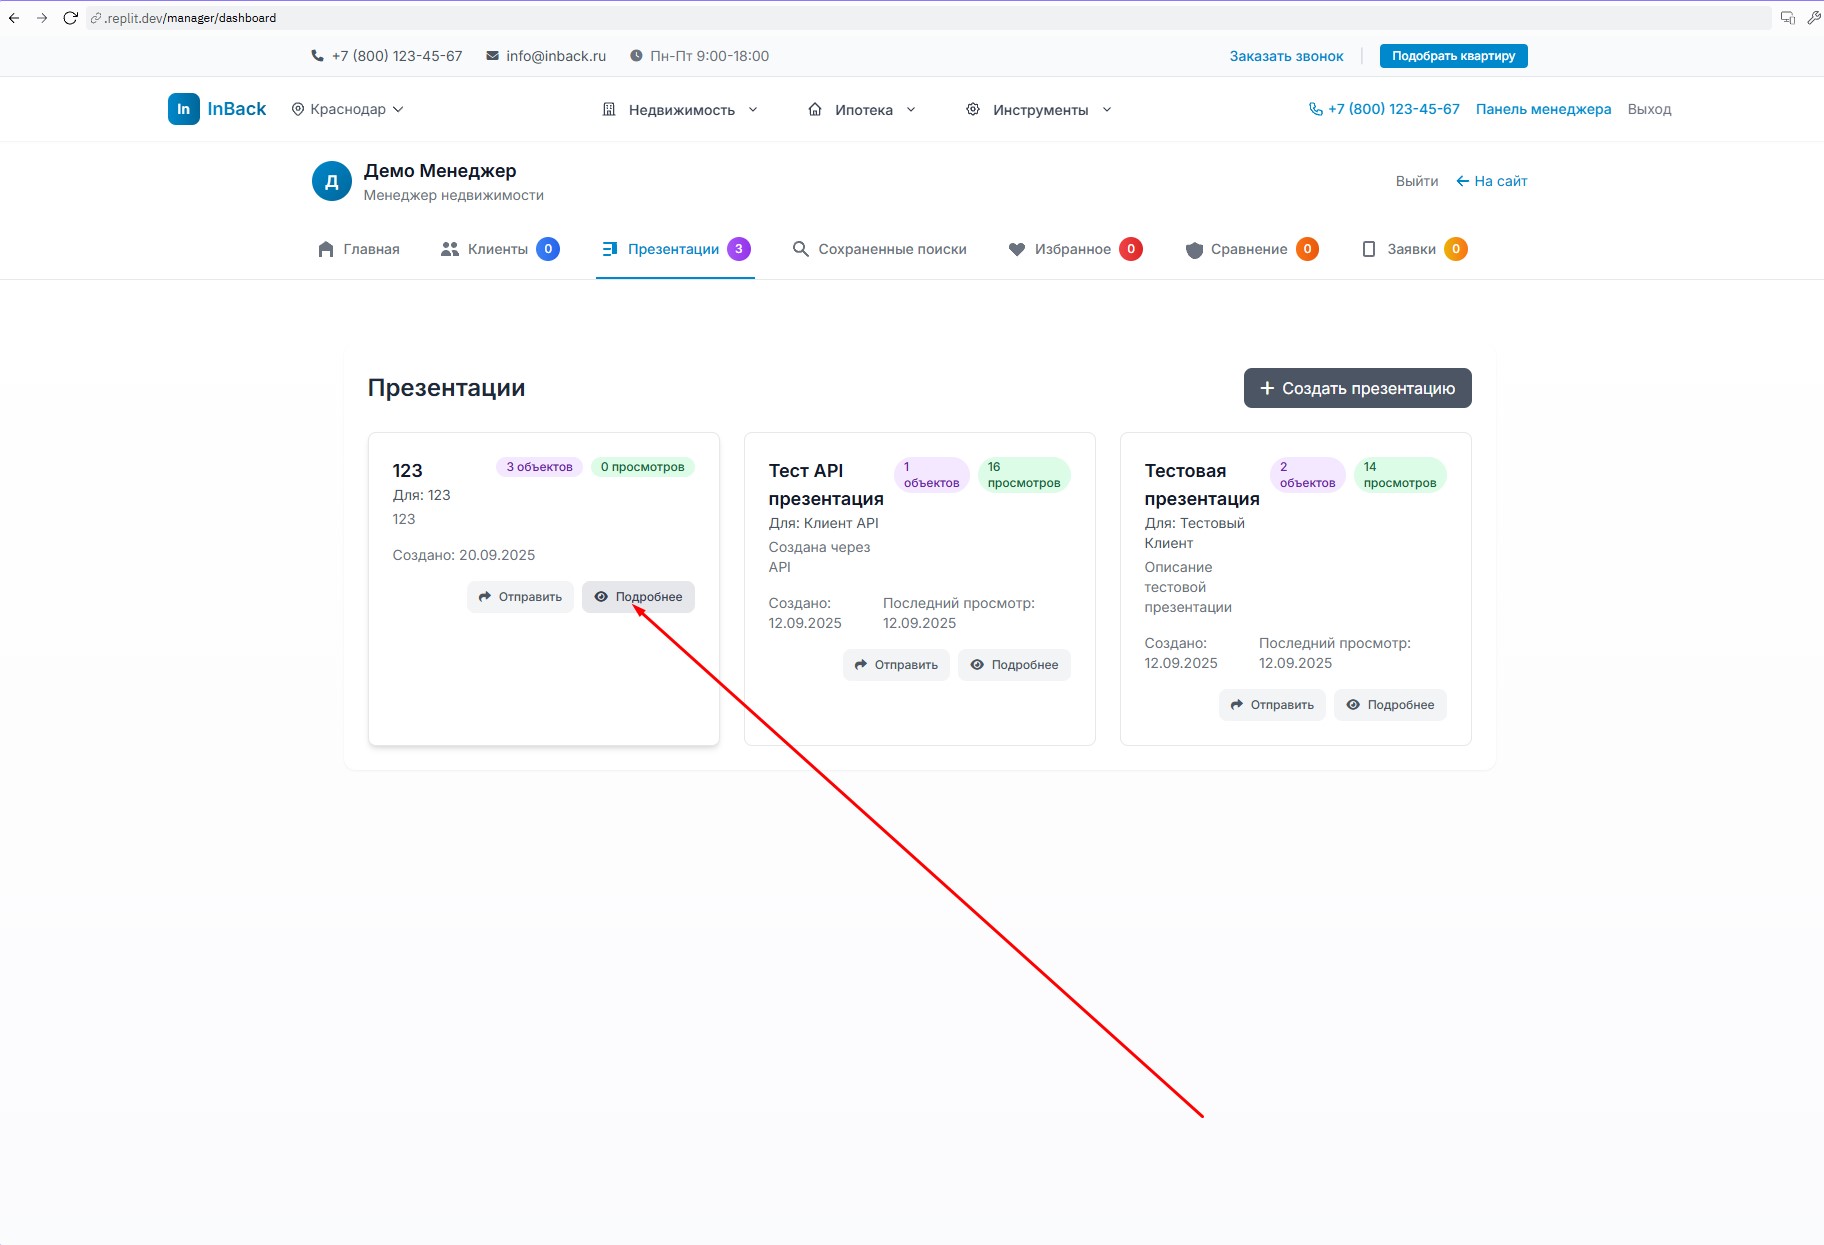 .replit.dev/manager/dashboard
+7 (800) 123-45-67 info@inback.ru Пн-Пт 9:00-18:00 Заказать звонок Подобрать квартиру
In InBack Краснодар Недвижимость Ипотека Инструменты +7 (800) 123-45-67 Панель менеджера Выход
Д Демо Менеджер
Менеджер недвижимости
Выйти На сайт
Главная Клиенты 0 Презентации 3 Сохраненные поиски Избранное 0 Сравнение 0 Заявки 0
Презентации
+ Создать презентацию
123
3 объектов 0 просмотров
Для: 123
123
Создано: 20.09.2025
Отправить Подробнее
Тест API
презентация
1
объектов
16
просмотров
Для: Клиент API
Создана через
API
Создано:
12.09.2025
Последний просмотр:
12.09.2025
Отправить Подробнее
Тестовая
презентация
2
объектов
14
просмотров
Для: Тестовый
Клиент
Описание
тестовой
презентации
Создано:
12.09.2025
Последний просмотр:
12.09.2025
Отправить Подробнее